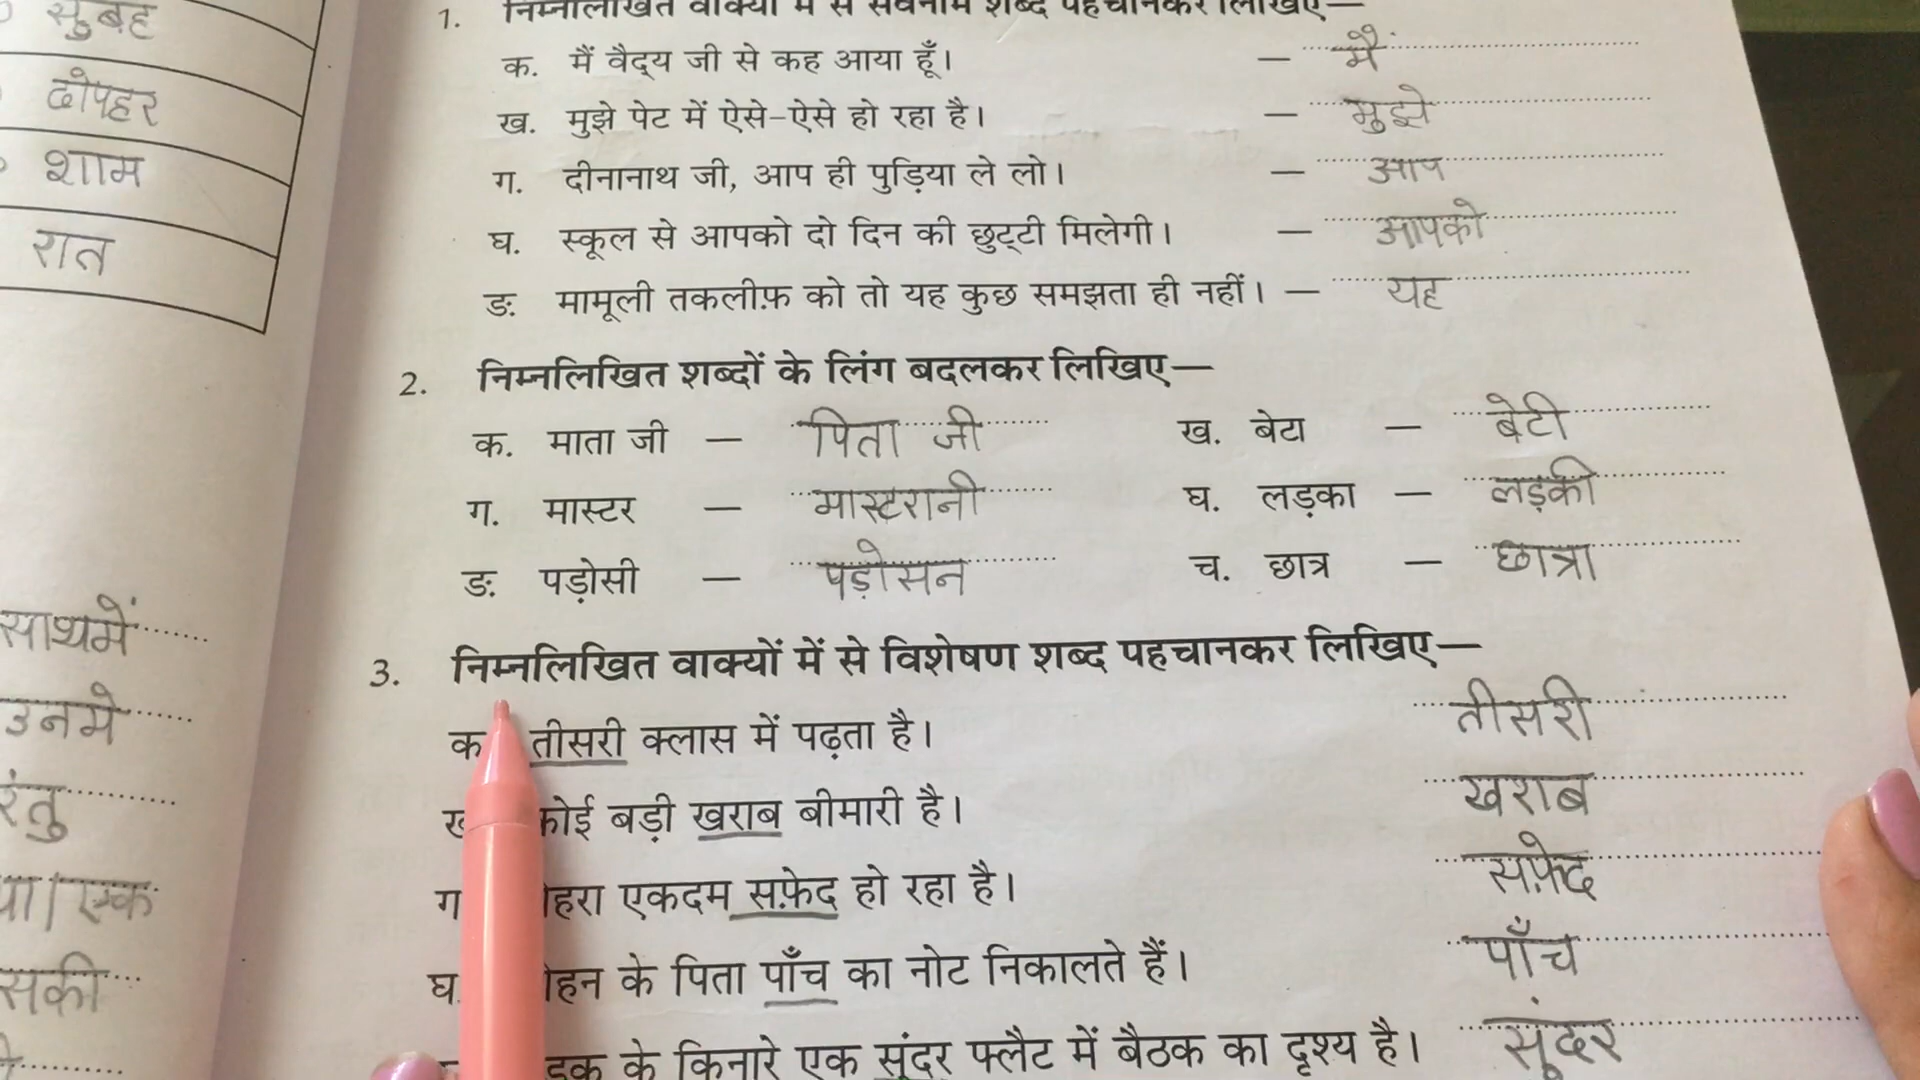 सुबह
दोपहर
शाम
रात
साथमें
उनमे
रंतु
या। एक
सकी
1. निम्नलिखित वाक्यों में से सर्वनाम शब्द पहचानकर लिखिए—
क. मैं वैद्य जी से कह आया हूँ। — मैं
ख. मुझे पेट में ऐसे-ऐसे हो रहा है। — मुझे
ग. दीनानाथ जी, आप ही पुड़िया ले लो। — आप
घ. स्कूल से आपको दो दिन की छुट्टी मिलेगी। — आपको
ङ. मामूली तकलीफ़ को तो यह कुछ समझता ही नहीं। — यह
2. निम्नलिखित शब्दों के लिंग बदलकर लिखिए—
क. माता जी — पिता जी ख. बेटा — बेटी
ग. मास्टर — मास्टरानी घ. लड़का — लड़की
ङ. पड़ोसी — पड़ोसन च. छात्र — छात्रा
3. निम्नलिखित वाक्यों में से विशेषण शब्द पहचानकर लिखिए—
क तीसरी क्लास में पढ़ता है। तीसरी
ख कोई बड़ी ख़राब बीमारी है। खराब
ग हरा एकदम सफ़ेद हो रहा है। सफ़ेद
घ. हन के पिता पाँच का नोट निकालते हैं। पाँच
ड़क के किनारे एक सुंदर फ्लैट में बैठक का दृश्य है। सुंदर